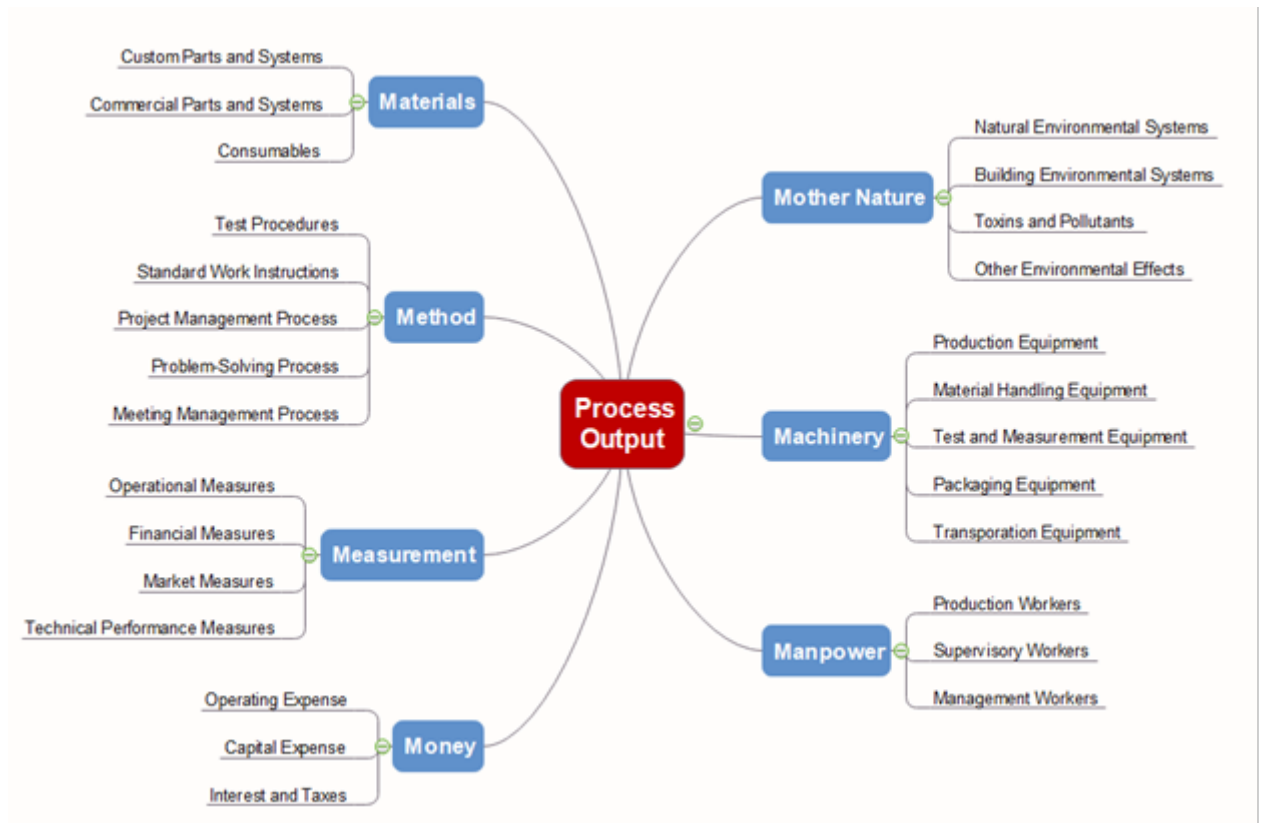 Custom Parts and Systems
Commercial Parts and Systems
Consumables
Materials
Test Procedures
Standard Work Instructions
Project Management Process
Problem-Solving Process
Meeting Management Process
Method
Operational Measures
Financial Measures
Market Measures
Technical Performance Measures
Measurement
Operating Expense
Capital Expense
Interest and Taxes
Money
Process
Output
Mother Nature
Natural Environmental Systems
Building Environmental Systems
Toxins and Pollutants
Other Environmental Effects
Machinery
Production Equipment
Material Handling Equipment
Test and Measurement Equipment
Packaging Equipment
Transporation Equipment
Manpower
Production Workers
Supervisory Workers
Management Workers